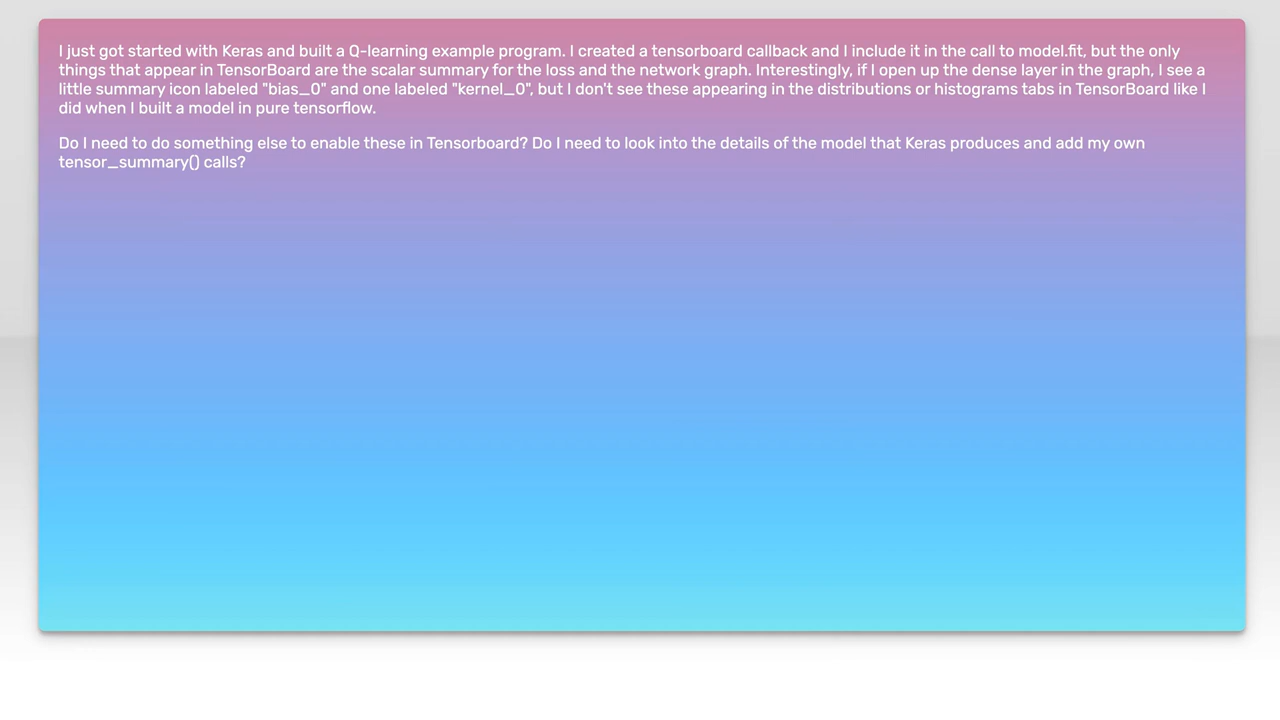 I just got started with Keras and built a Q-learning example program. I created a tensorboard callback and I include it in the call to model.fit, but the only
things that appear in TensorBoard are the scalar summary for the loss and the network graph. Interestingly, if I open up the dense layer in the graph, I see a
little summary icon labeled "bias_0" and one labeled "kernel_0", but I don't see these appearing in the distributions or histograms tabs in TensorBoard like I
did when I built a model in pure tensorflow.
Do I need to do something else to enable these in Tensorboard? Do I need to look into the details of the model that Keras produces and add my own
tensor_summary() calls?